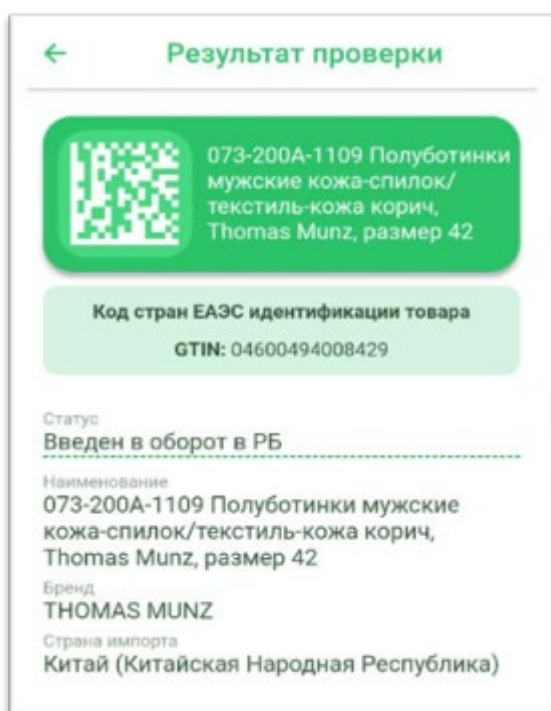 Результат проверки
073-200А-1109 Полуботинки
мужские кожа-спилок/
текстиль-кожа корич,
Thomas Munz, размер 42
Код стран ЕАЭС идентификации товара
GTIN: 04600494008429
Статус
Введен в оборот в РБ
Наименование
073-200А-1109 Полуботинки мужские
кожа-спилок/текстиль-кожа корич,
Thomas Munz, размер 42
Бренд
THOMAS MUNZ
Страна импорта
Китай (Китайская Народная Республика)